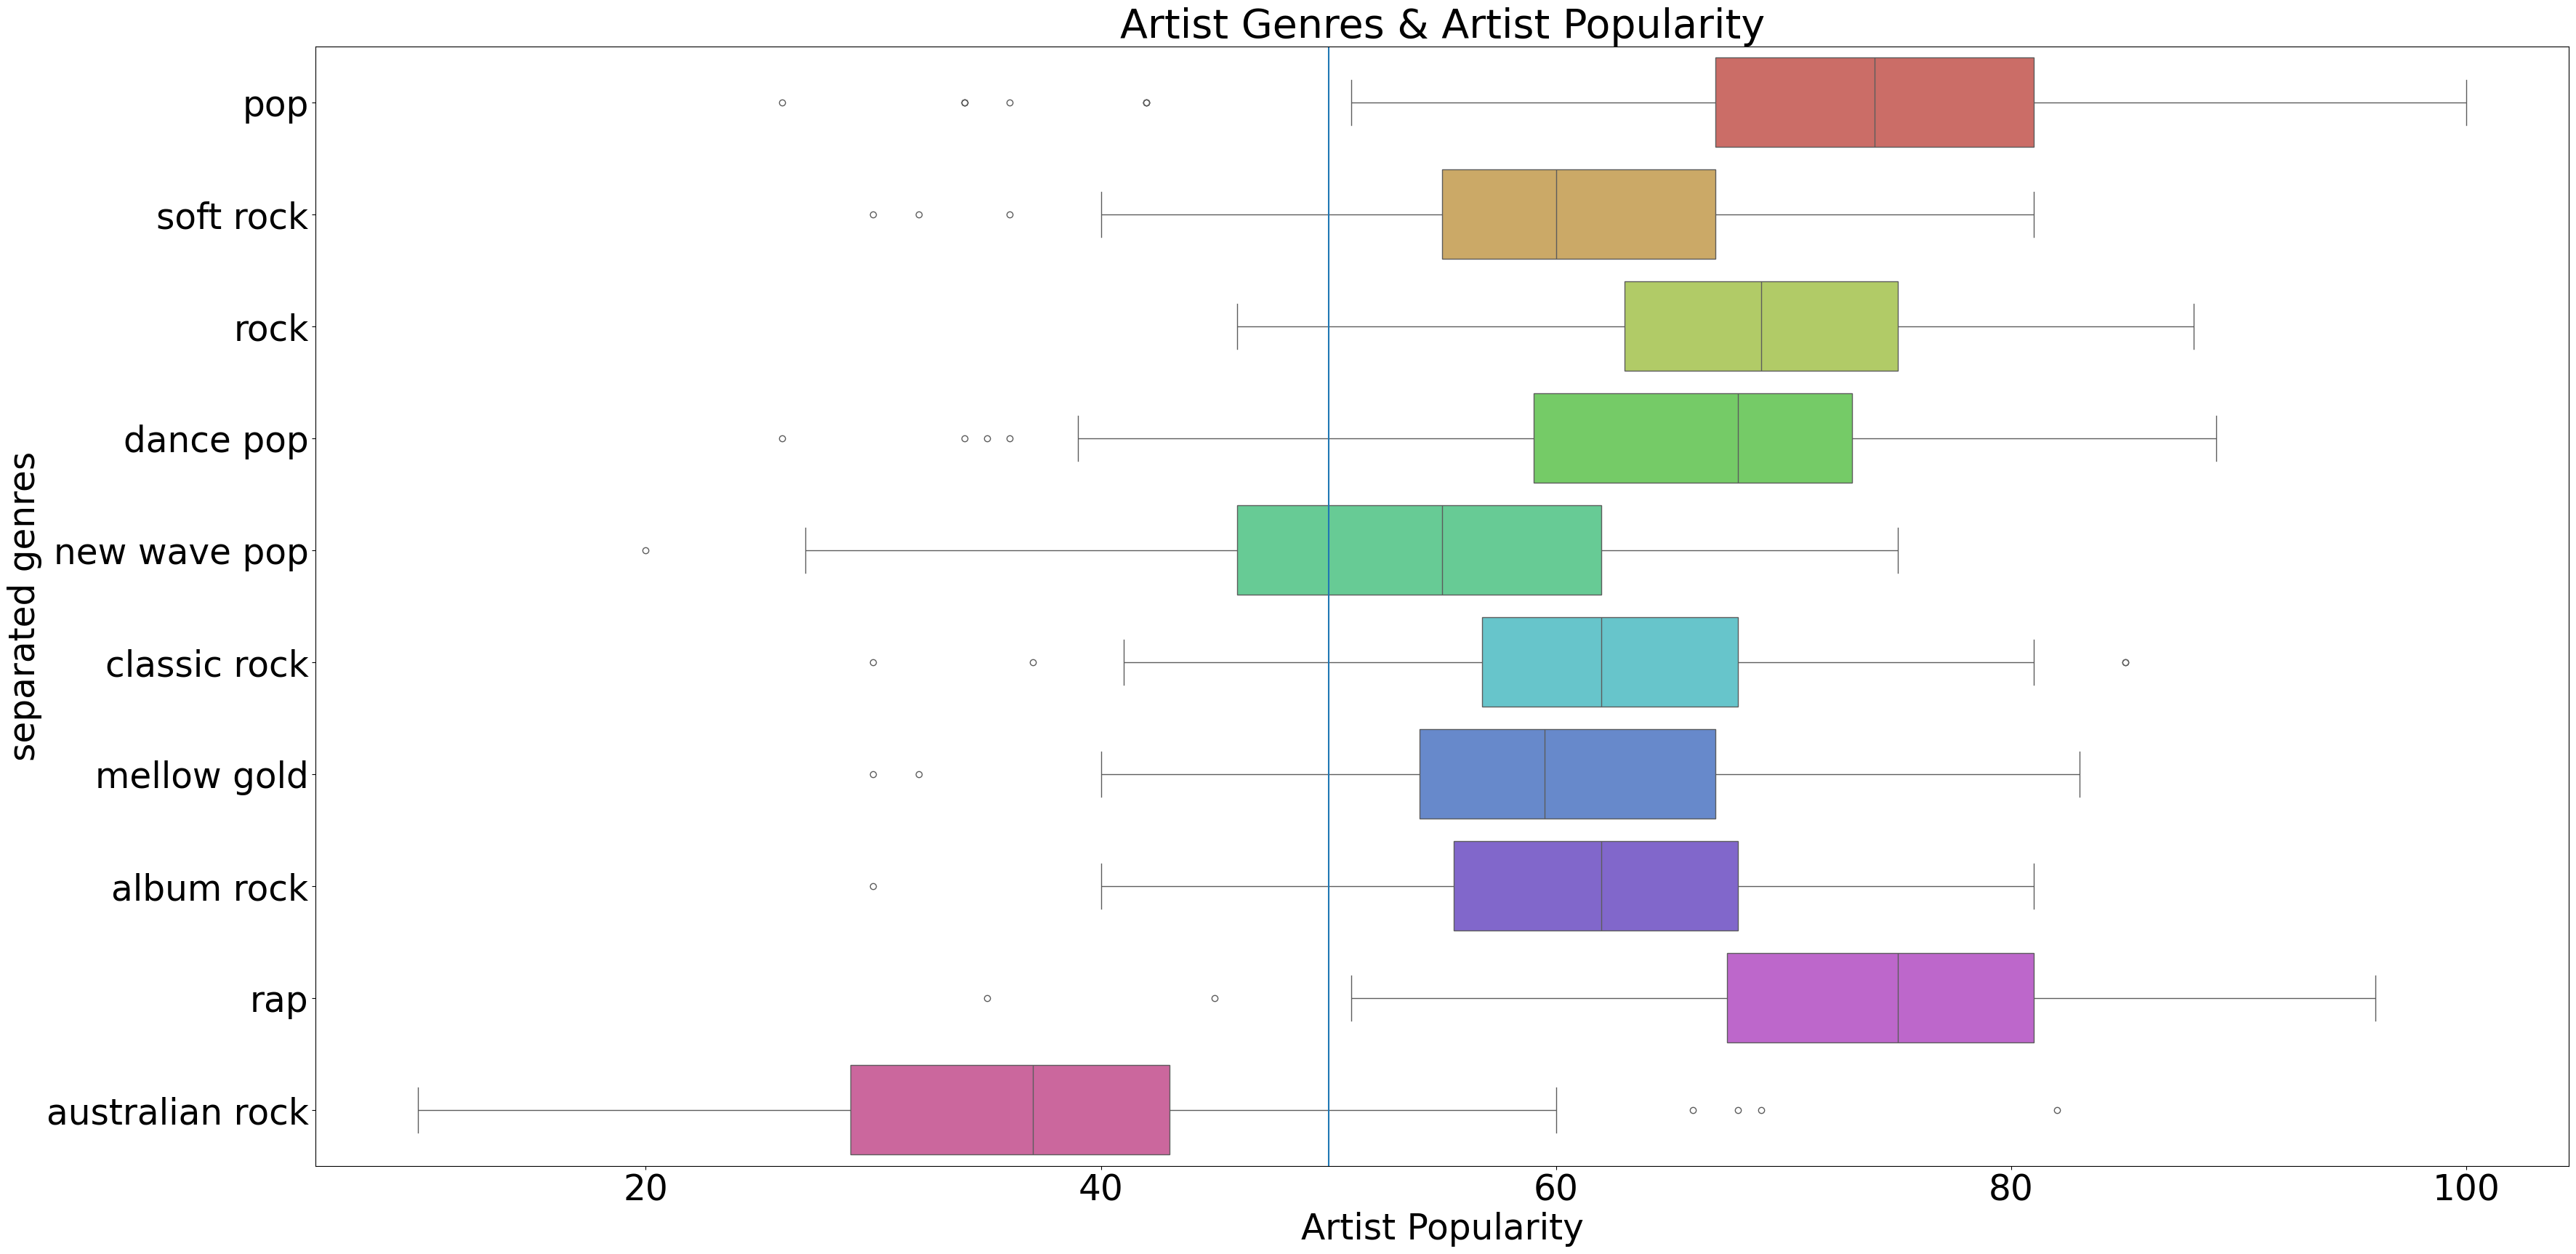 Artist Genres & Artist Popularity
separated genres
pop
soft rock
rock
dance pop
new wave pop
classic rock
mellow gold
album rock
rap
australian rock
20 40 60 80 100
Artist Popularity